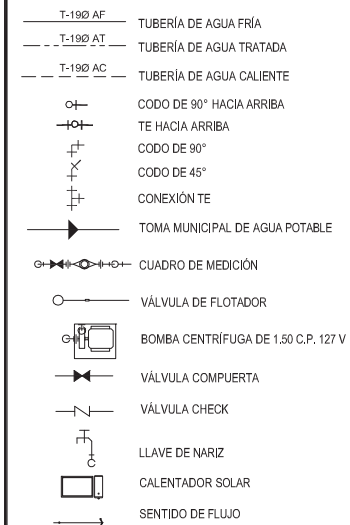 T-19Ø AF TUBERÍA DE AGUA FRÍA
T-19Ø AT TUBERÍA DE AGUA TRATADA
T-19Ø AC TUBERÍA DE AGUA CALIENTE
CODO DE 90° HACIA ARRIBA
TE HACIA ARRIBA
CODO DE 90°
CODO DE 45°
CONEXIÓN TE
TOMA MUNICIPAL DE AGUA POTABLE
CUADRO DE MEDICIÓN
VÁLVULA DE FLOTADOR
BOMBA CENTRÍFUGA DE 1.50 C.P. 127 V
VÁLVULA COMPUERTA
VÁLVULA CHECK
LLAVE DE NARIZ
CALENTADOR SOLAR
SENTIDO DE FLUJO